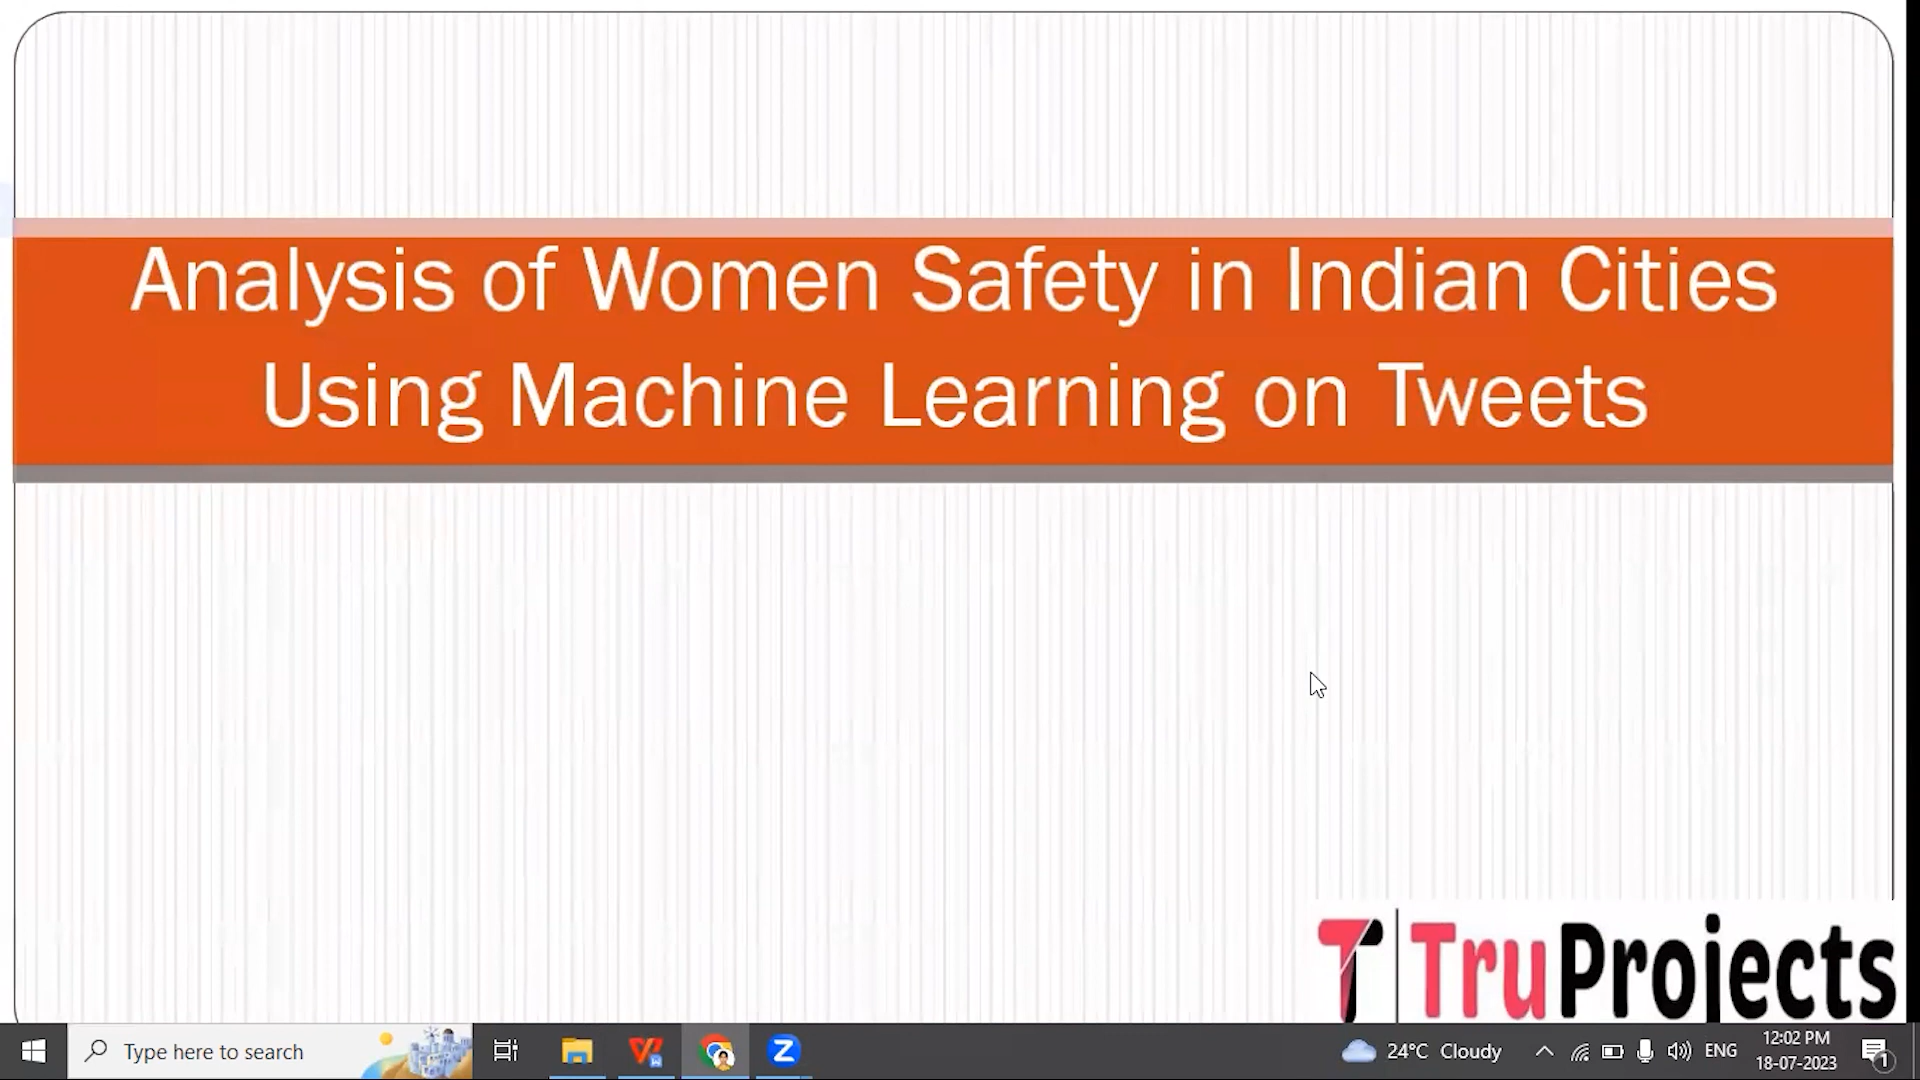 Analysis of Women Safety in Indian Cities
Using Machine Learning on Tweets
TruProjects
Type here to search
24°C Cloudy
ENG
12:02 PM
18-07-2023
1